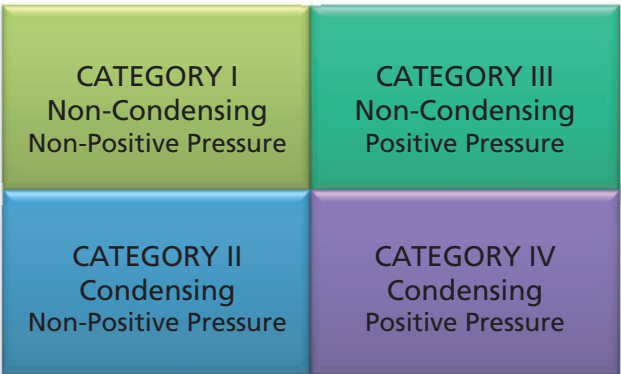 CATEGORY I
Non-Condensing
Non-Positive Pressure
CATEGORY III
Non-Condensing
Positive Pressure
CATEGORY II
Condensing
Non-Positive Pressure
CATEGORY IV
Condensing
Positive Pressure